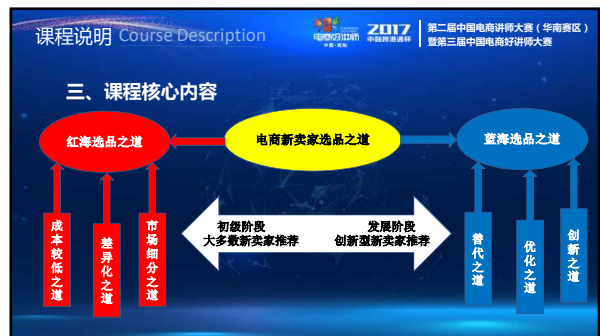 课程说明 Course Description
电商好讲师
中国·揭阳
2017
中融跨港通杯
第二届中国电商讲师大赛（华南赛区）
暨第三届中国电商好讲师大赛
三、课程核心内容
红海选品之道
电商新卖家选品之道
蓝海选品之道
初级阶段
大多数新卖家推荐
发展阶段
创新型新卖家推荐
成本较低之道
差异化之道
市场细分之道
替代之道
优化之道
创新之道